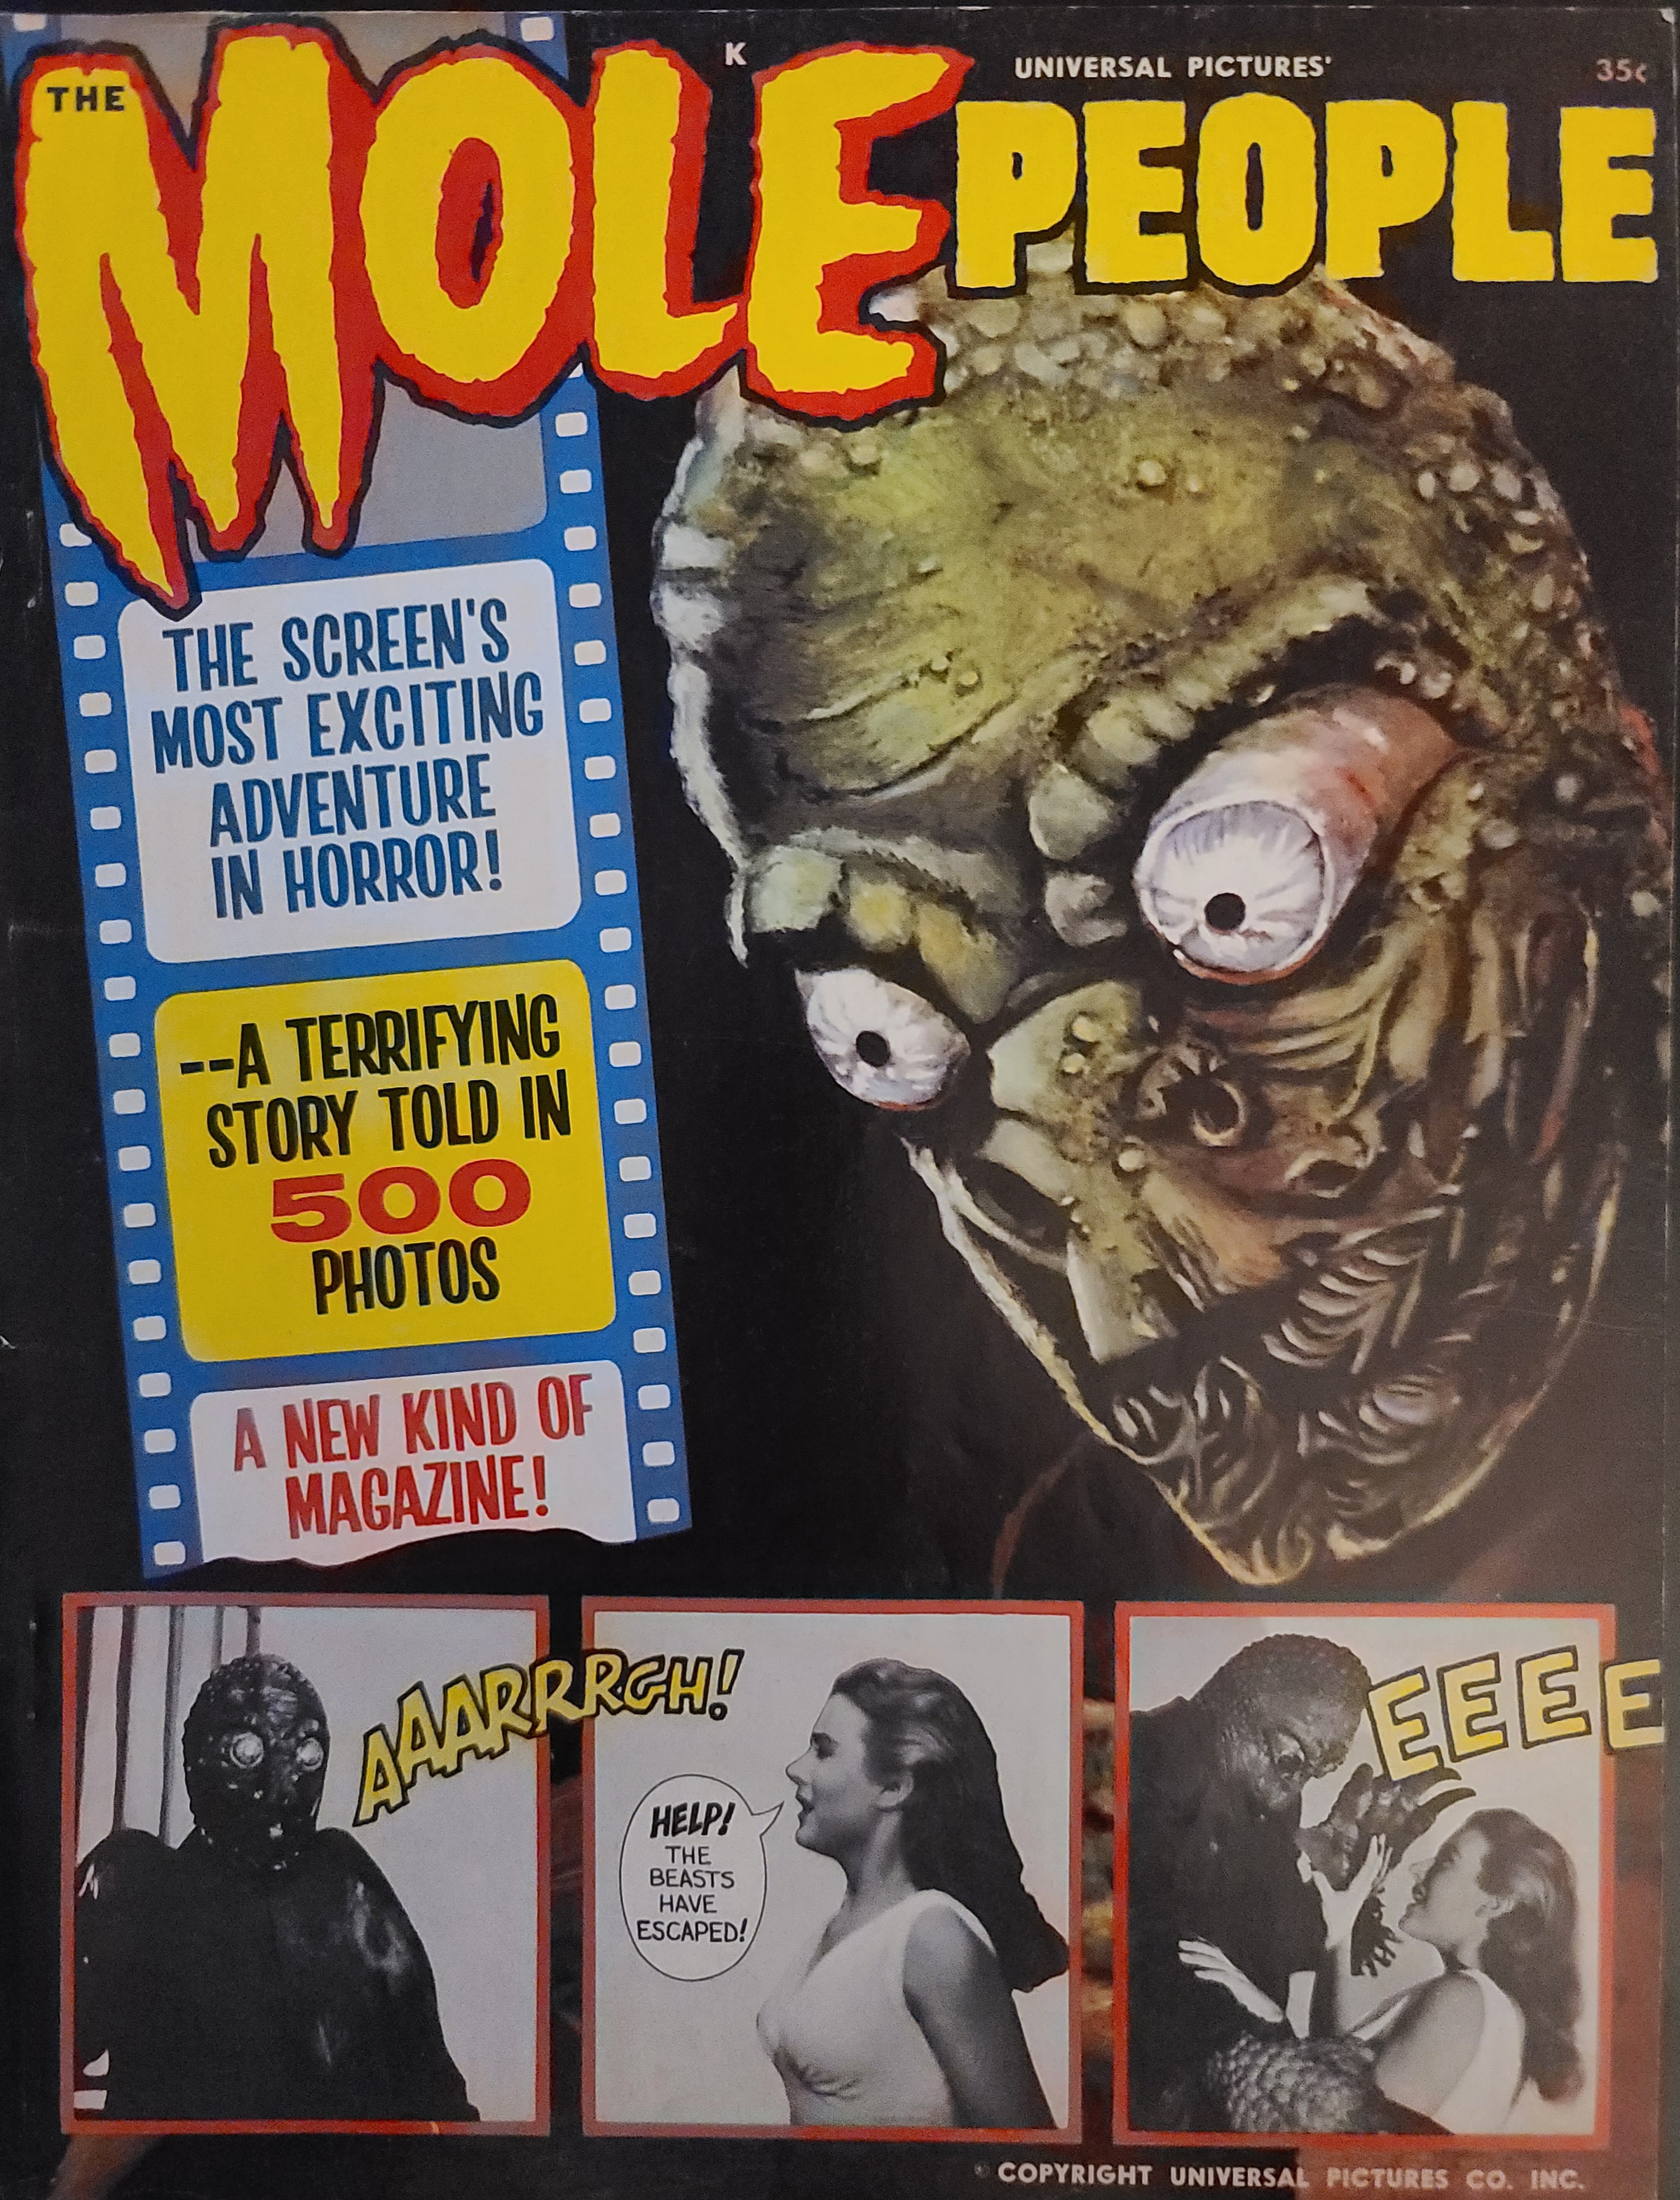 K
UNIVERSAL PICTURES'
35¢
THE
MOLE PEOPLE
THE SCREEN'S
MOST EXCITING
ADVENTURE
IN HORROR!
--A TERRIFYING
STORY TOLD IN
500
PHOTOS
A NEW KIND OF
MAGAZINE!
AAARRRGH!
HELP!
THE
BEASTS
HAVE
ESCAPED!
EEEE
© COPYRIGHT UNIVERSAL PICTURES CO. INC.